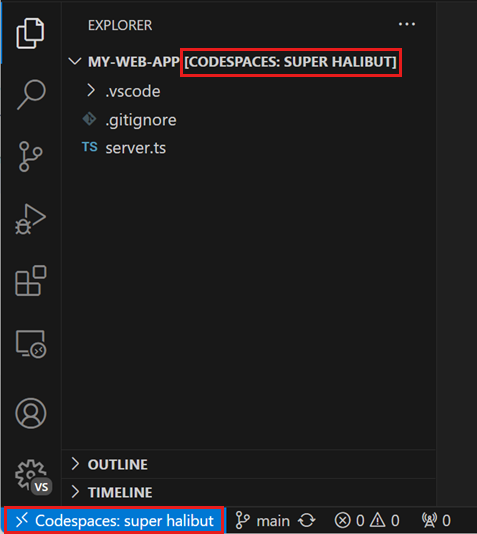 EXPLORER
MY-WEB-APP [CODESPACES: SUPER HALIBUT]
.vscode
.gitignore
TS server.ts
VS
OUTLINE
TIMELINE
Codespaces: super halibut main 0 0 0